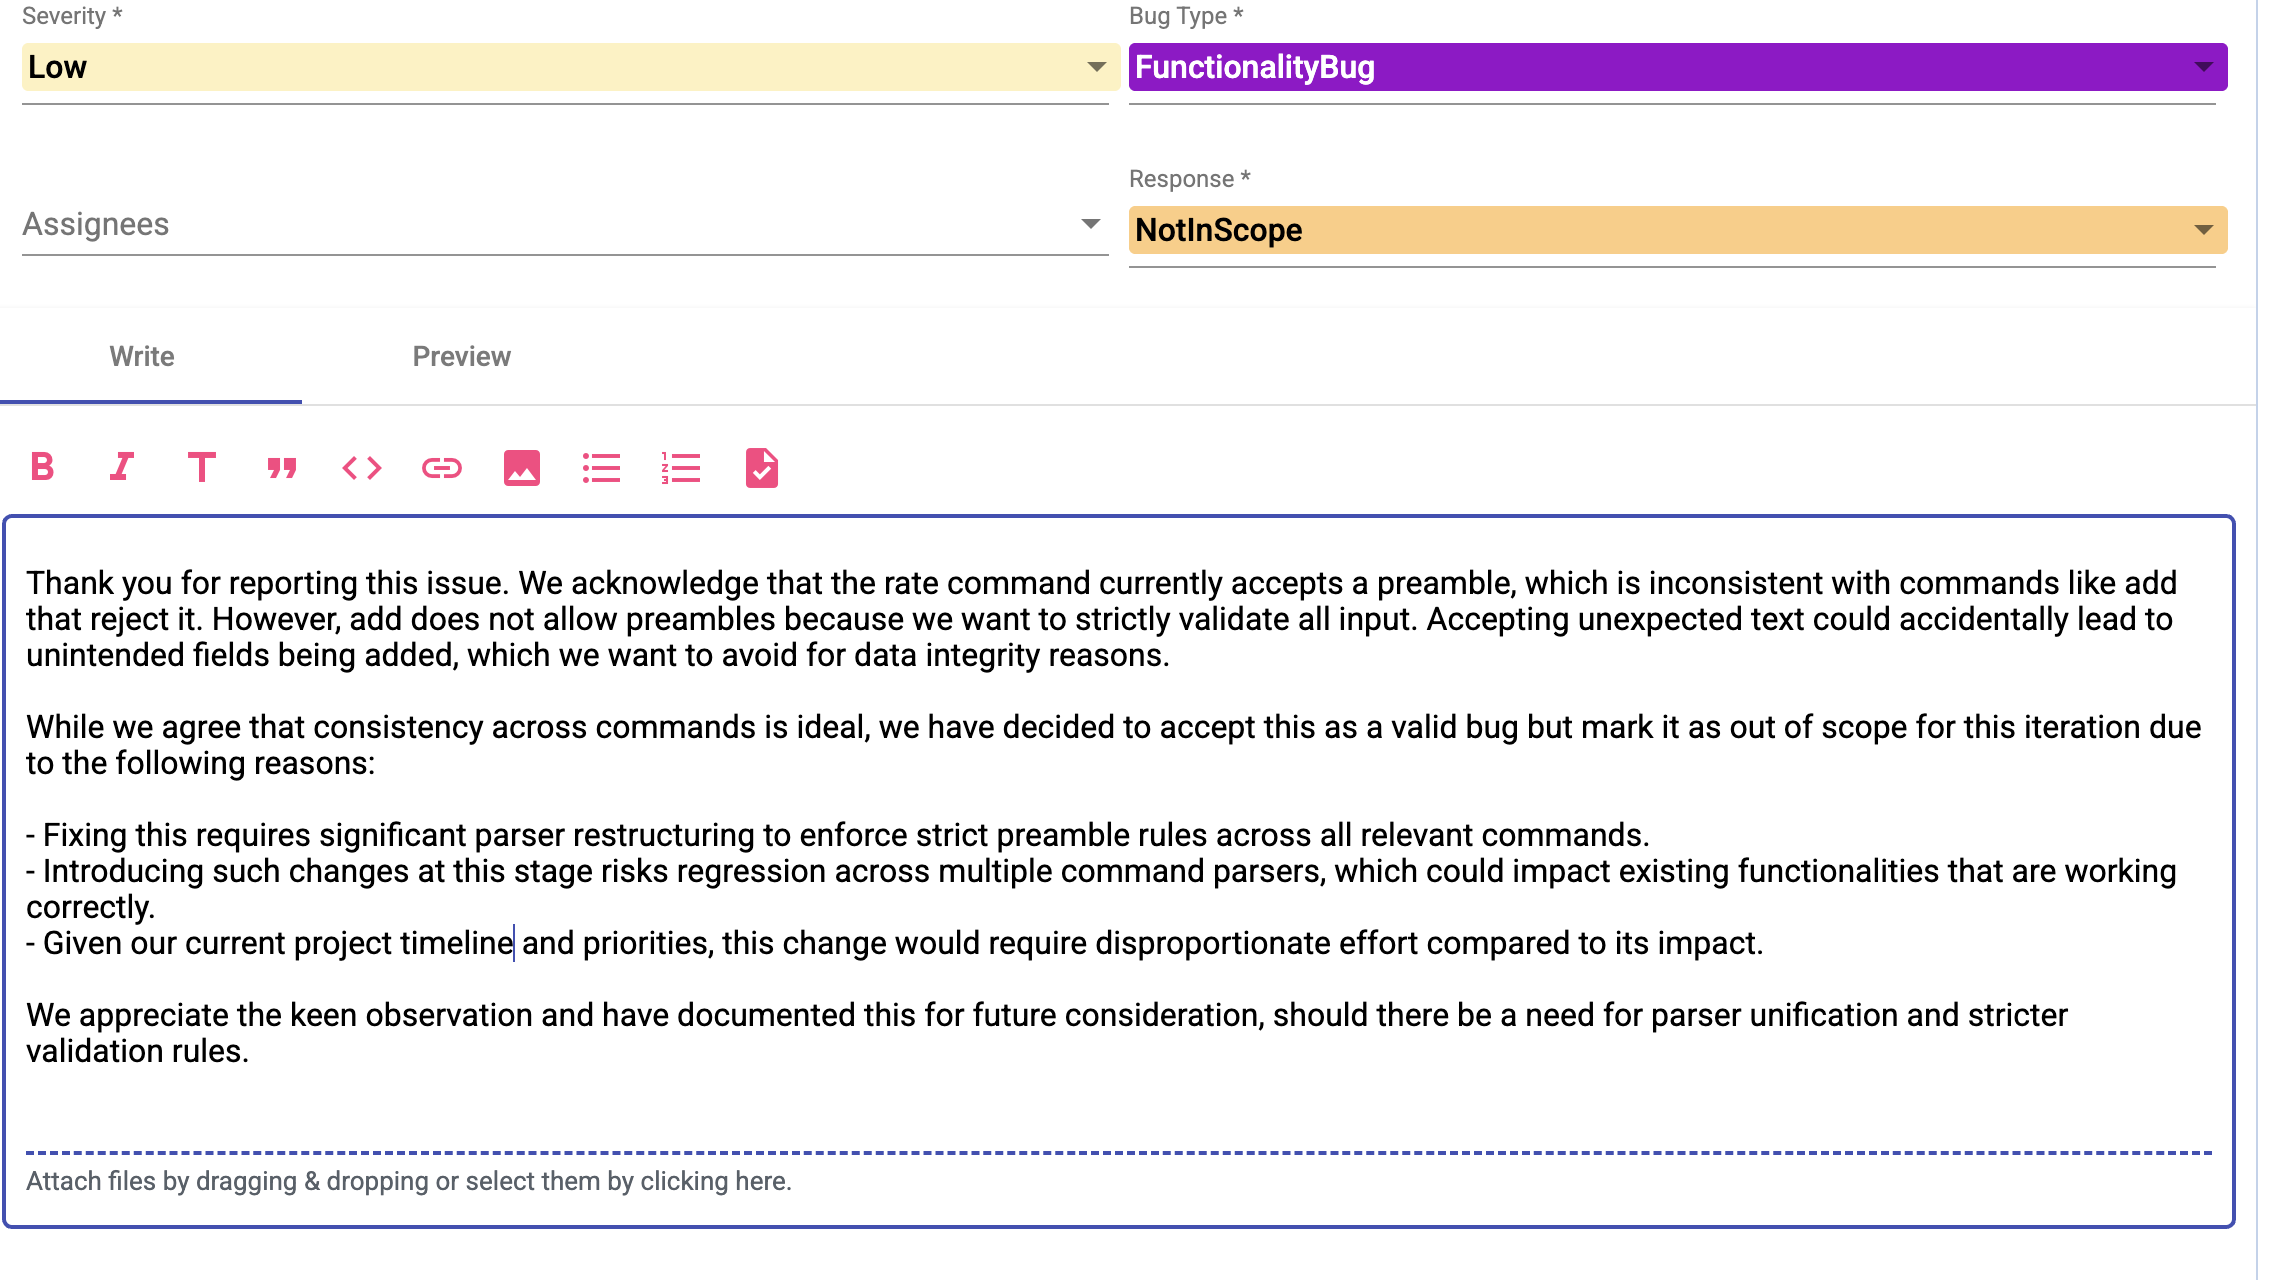 Severity *
Bug Type *
Low
FunctionalityBug
Response *
Assignees
NotInScope
Write
Preview
B I T
Thank you for reporting this issue. We acknowledge that the rate command currently accepts a preamble, which is inconsistent with commands like add
that reject it. However, add does not allow preambles because we want to strictly validate all input. Accepting unexpected text could accidentally lead to
unintended fields being added, which we want to avoid for data integrity reasons.
While we agree that consistency across commands is ideal, we have decided to accept this as a valid bug but mark it as out of scope for this iteration due
to the following reasons:
- Fixing this requires significant parser restructuring to enforce strict preamble rules across all relevant commands.
- Introducing such changes at this stage risks regression across multiple command parsers, which could impact existing functionalities that are working
correctly.
- Given our current project timeline and priorities, this change would require disproportionate effort compared to its impact.
We appreciate the keen observation and have documented this for future consideration, should there be a need for parser unification and stricter
validation rules.
Attach files by dragging & dropping or select them by clicking here.